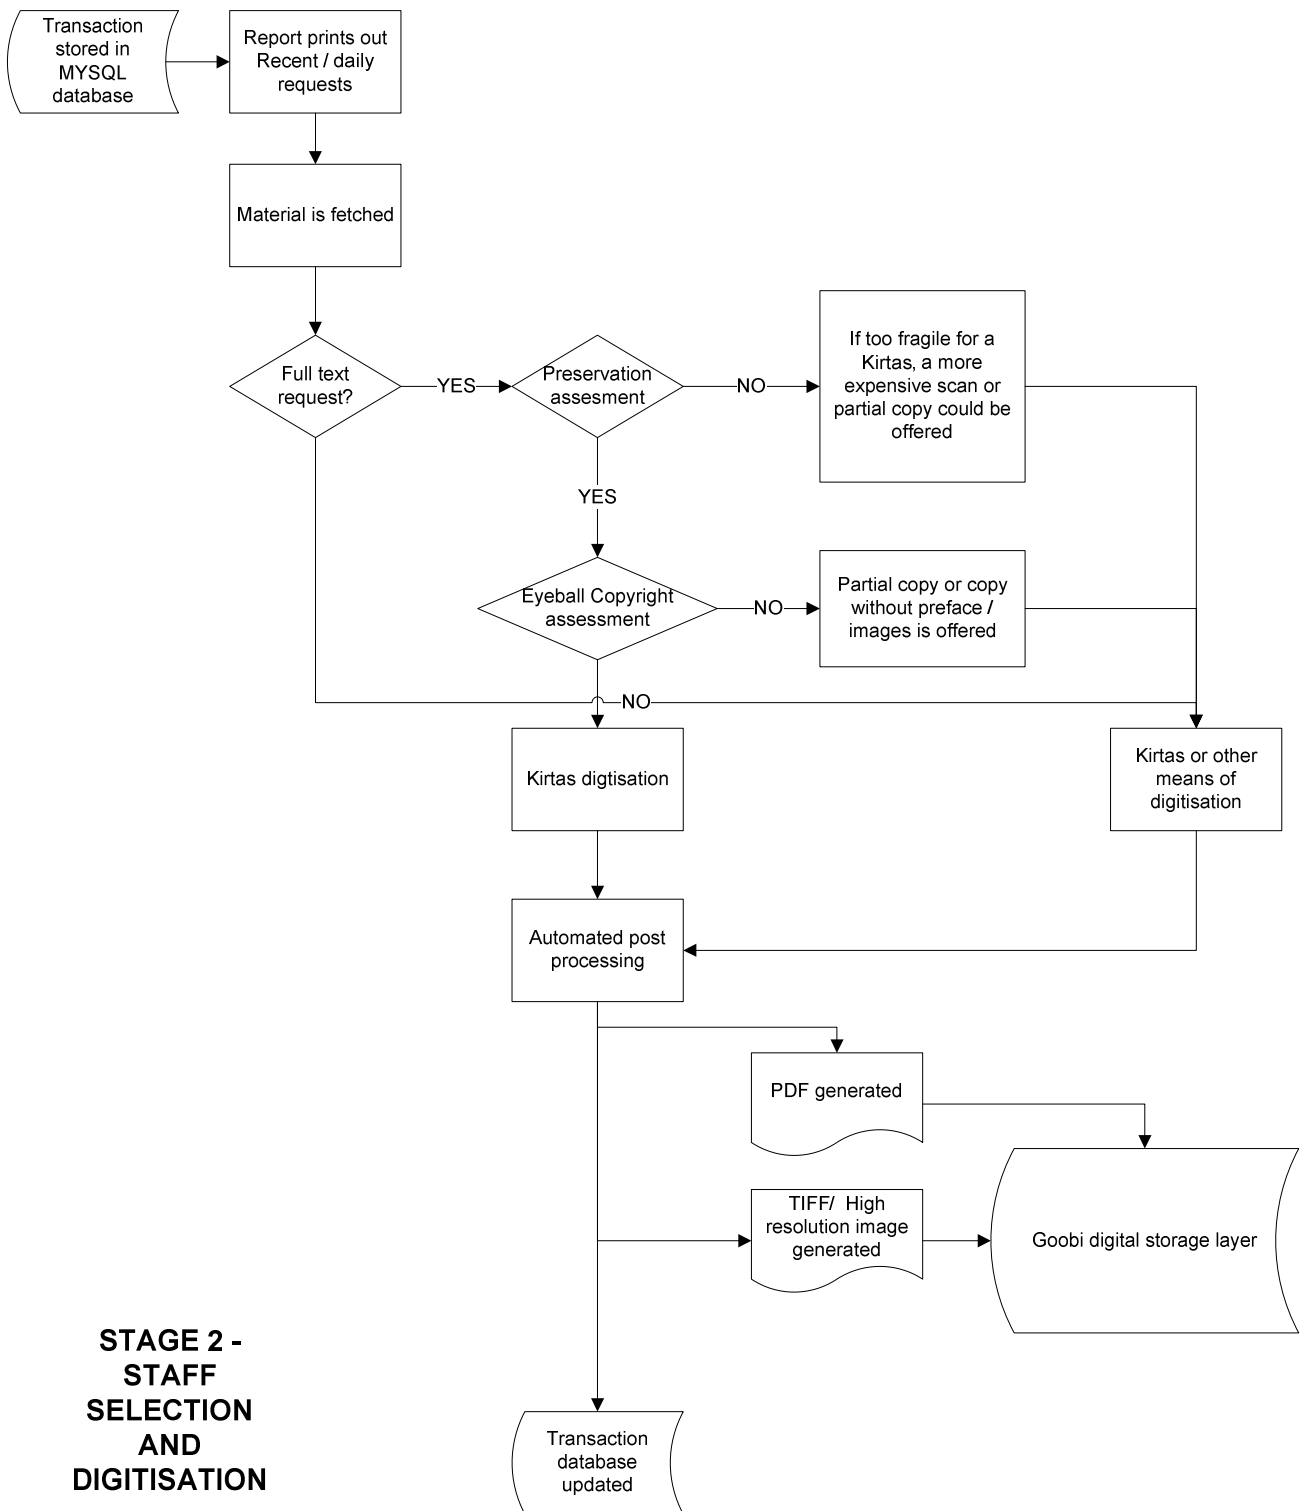 Transaction
stored in
MYSQL
database
Report prints out
Recent / daily
requests
Material is fetched
Full text
request?
YES
Preservation
assesment
NO
If too fragile for a
Kirtas, a more
expensive scan or
partial copy could be
offered
YES
Eyeball Copyright
assessment
NO
Partial copy or copy
without preface /
images is offered
NO
Kirtas digtisation
Kirtas or other
means of
digitisation
Automated post
processing
PDF generated
TIFF/ High
resolution image
generated
Goobi digital storage layer
STAGE 2 -
STAFF
SELECTION
AND
DIGITISATION
Transaction
database
updated